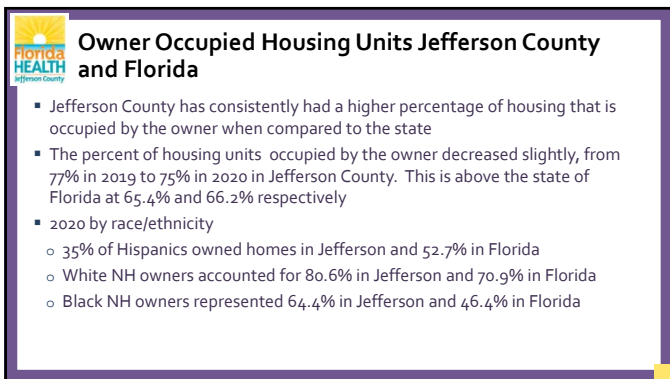 Florida
HEALTH
Jefferson County
Owner Occupied Housing Units Jefferson County
and Florida
▪ Jefferson County has consistently had a higher percentage of housing that is
occupied by the owner when compared to the state
▪ The percent of housing units occupied by the owner decreased slightly, from
77% in 2019 to 75% in 2020 in Jefferson County. This is above the state of
Florida at 65.4% and 66.2% respectively
▪ 2020 by race/ethnicity
o 35% of Hispanics owned homes in Jefferson and 52.7% in Florida
o White NH owners accounted for 80.6% in Jefferson and 70.9% in Florida
o Black NH owners represented 64.4% in Jefferson and 46.4% in Florida